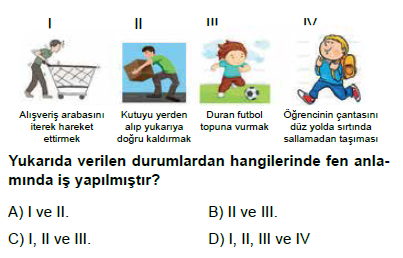 I II III IV
Alışveriş arabasını iterek hareket ettirmek
Kutuyu yerden alıp yukarıya doğru kaldırmak
Duran futbol topuna vurmak
Öğrencinin çantasını düz yolda sırtında sallamadan taşıması
Yukarıda verilen durumlardan hangilerinde fen anla-
mında iş yapılmıştır?
A) I ve II. B) II ve III.
C) I, II ve III. D) I, II, III ve IV